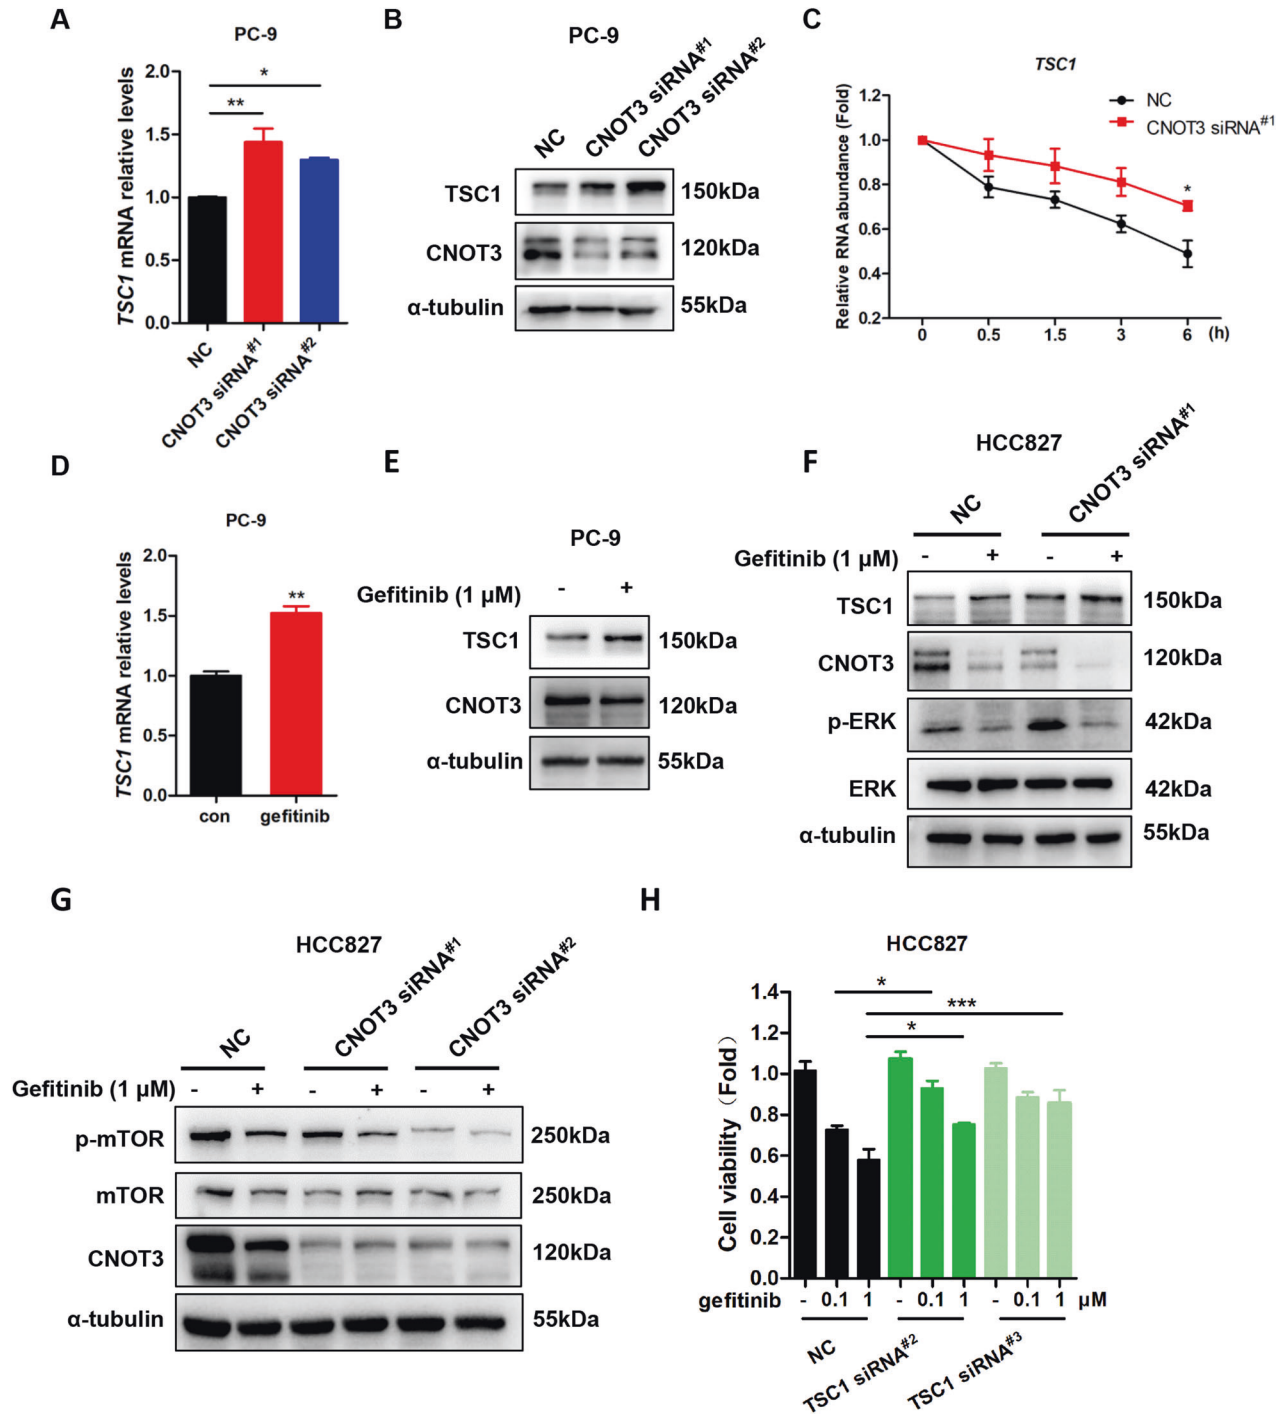 A
PC-9
TSC1 mRNA relative levels
2.0
1.5
1.0
0.5
0.0
*
**
NC
CNOT3 siRNA#1
CNOT3 siRNA#2
B
PC-9
NC
CNOT3 siRNA#1
CNOT3 siRNA#2
TSC1 150kDa
CNOT3 120kDa
α-tubulin 55kDa
C
TSC1
NC
CNOT3 siRNA#1
Relative RNA abundance (Fold)
1.2
1.0
0.8
0.6
0.4
0.2
*
0 0.5 1.5 3 6 (h)
D
PC-9
TSC1 mRNA relative levels
2.0
1.5
1.0
0.5
0.0
**
con gefitinib
E
PC-9
Gefitinib (1 μM) - +
TSC1 150kDa
CNOT3 120kDa
α-tubulin 55kDa
F
HCC827
NC
CNOT3 siRNA#1
Gefitinib (1 μM) - + - +
TSC1 150kDa
CNOT3 120kDa
p-ERK 42kDa
ERK 42kDa
α-tubulin 55kDa
G
HCC827
NC
CNOT3 siRNA#1
CNOT3 siRNA#2
Gefitinib (1 μM) - + - + - +
p-mTOR 250kDa
mTOR 250kDa
CNOT3 120kDa
α-tubulin 55kDa
H
HCC827
Cell viability（Fold）
1.4
1.2
1.0
0.8
0.6
0.4
0.2
0.0
*
***
*
gefitinib - 0.1 1 - 0.1 1 - 0.1 1 μM
NC
TSC1 siRNA#2
TSC1 siRNA#3